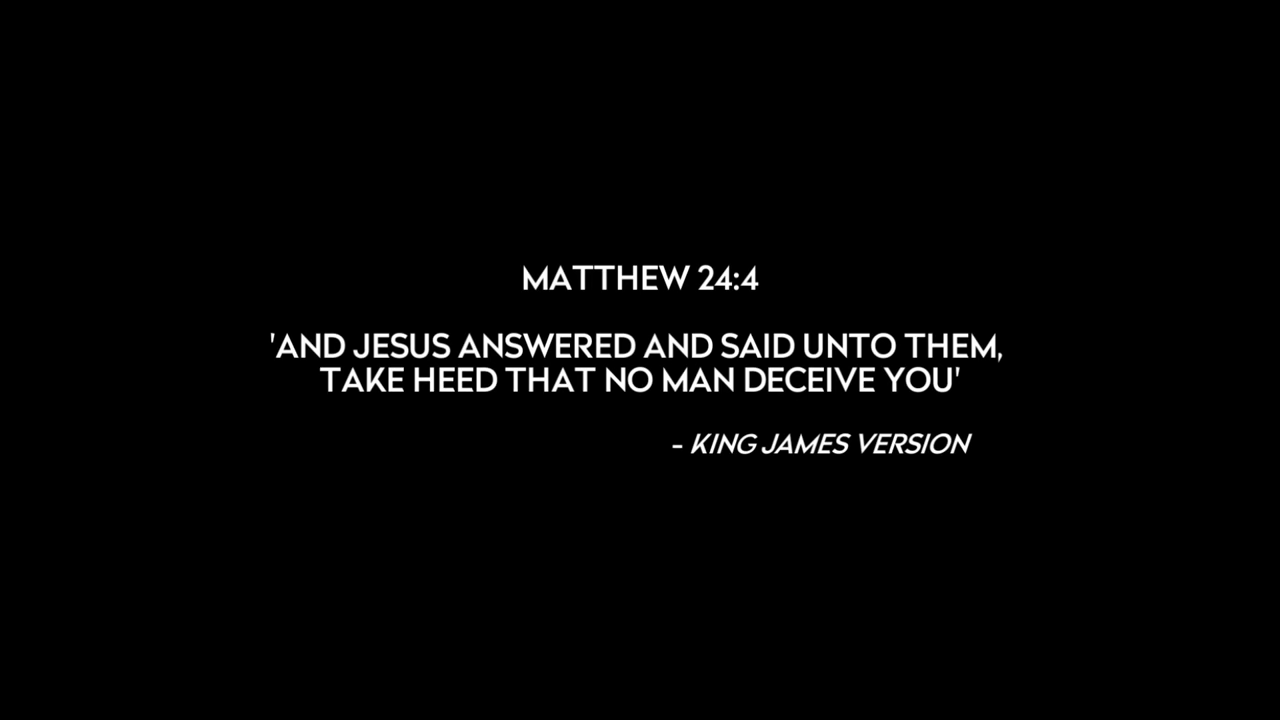 MATTHEW 24:4
'AND JESUS ANSWERED AND SAID UNTO THEM,
TAKE HEED THAT NO MAN DECEIVE YOU'
- KING JAMES VERSION